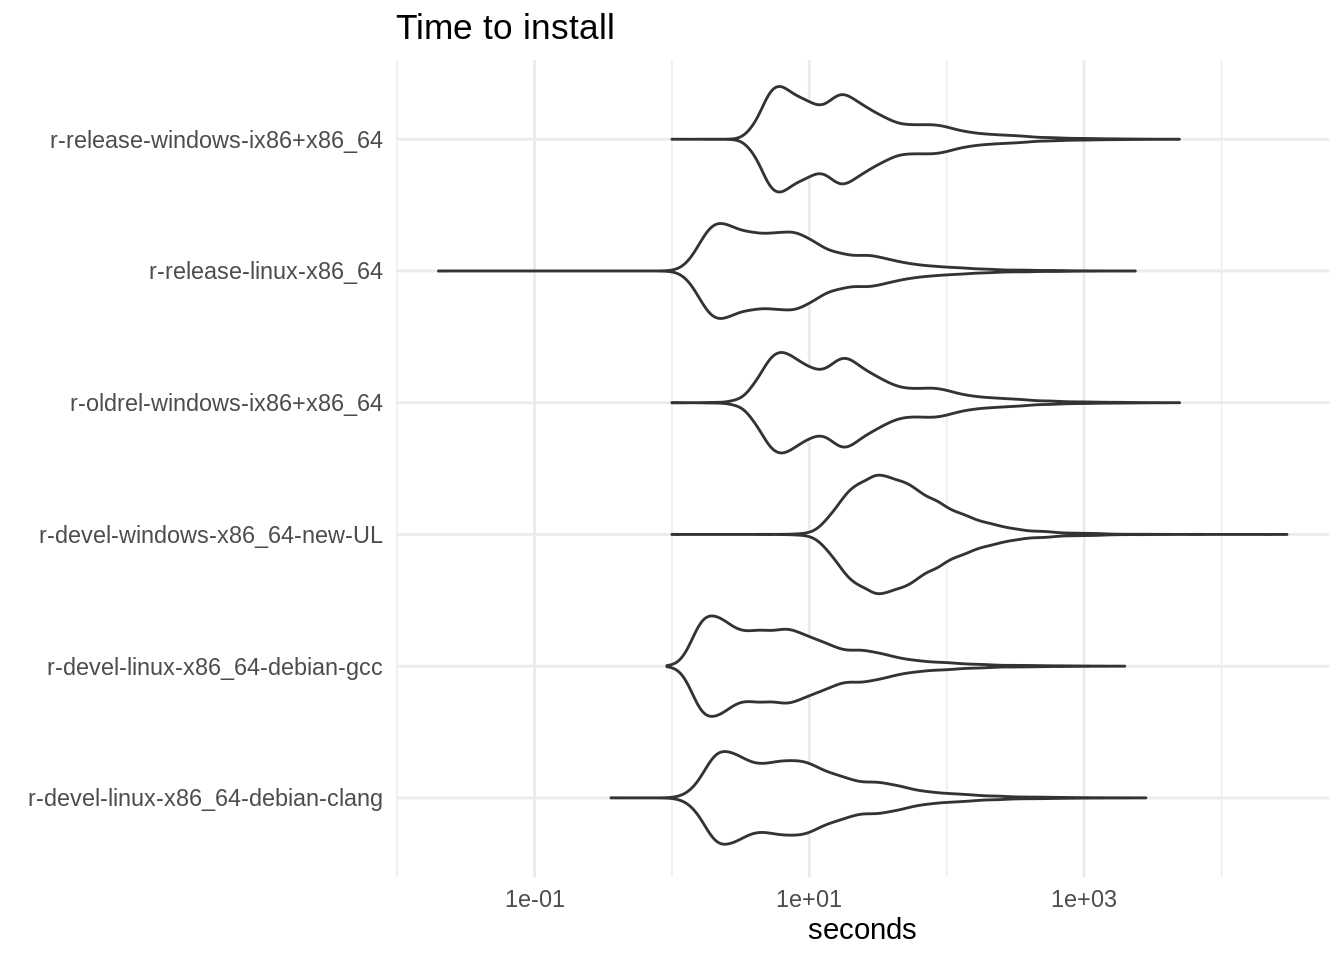 Time to install
r-release-windows-ix86+x86_64
r-release-linux-x86_64
r-oldrel-windows-ix86+x86_64
r-devel-windows-x86_64-new-UL
r-devel-linux-x86_64-debian-gcc
r-devel-linux-x86_64-debian-clang
1e-01 1e+01 1e+03
seconds